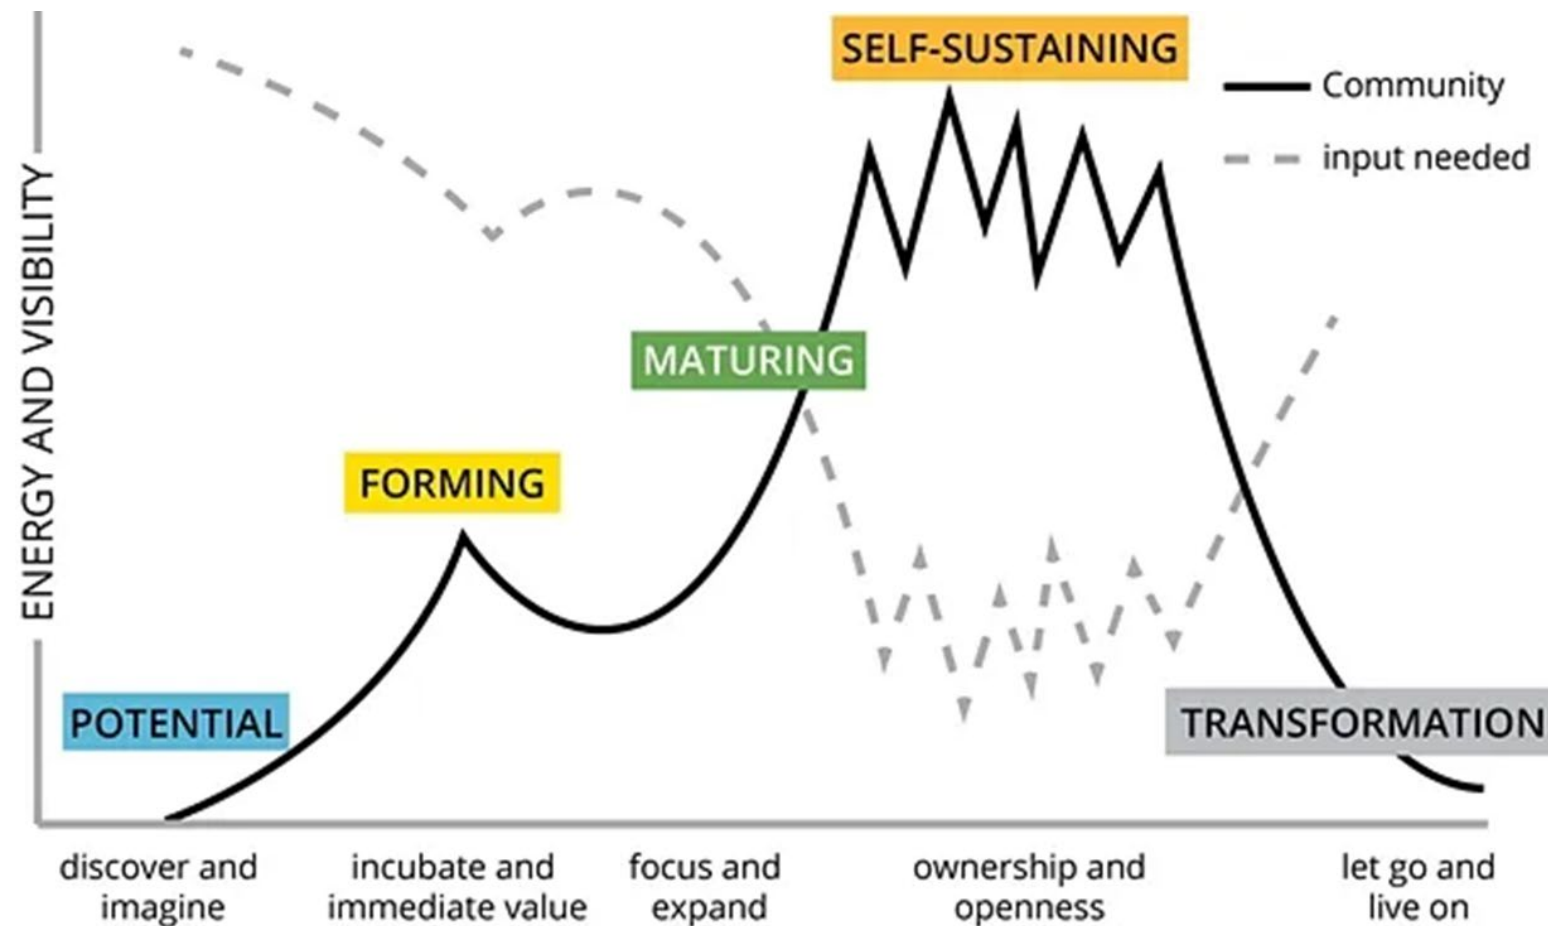 SELF-SUSTAINING
Community
input needed
ENERGY AND VISIBILITY
MATURING
FORMING
POTENTIAL
TRANSFORMATION
discover and
imagine
incubate and
immediate value
focus and
expand
ownership and
openness
let go and
live on